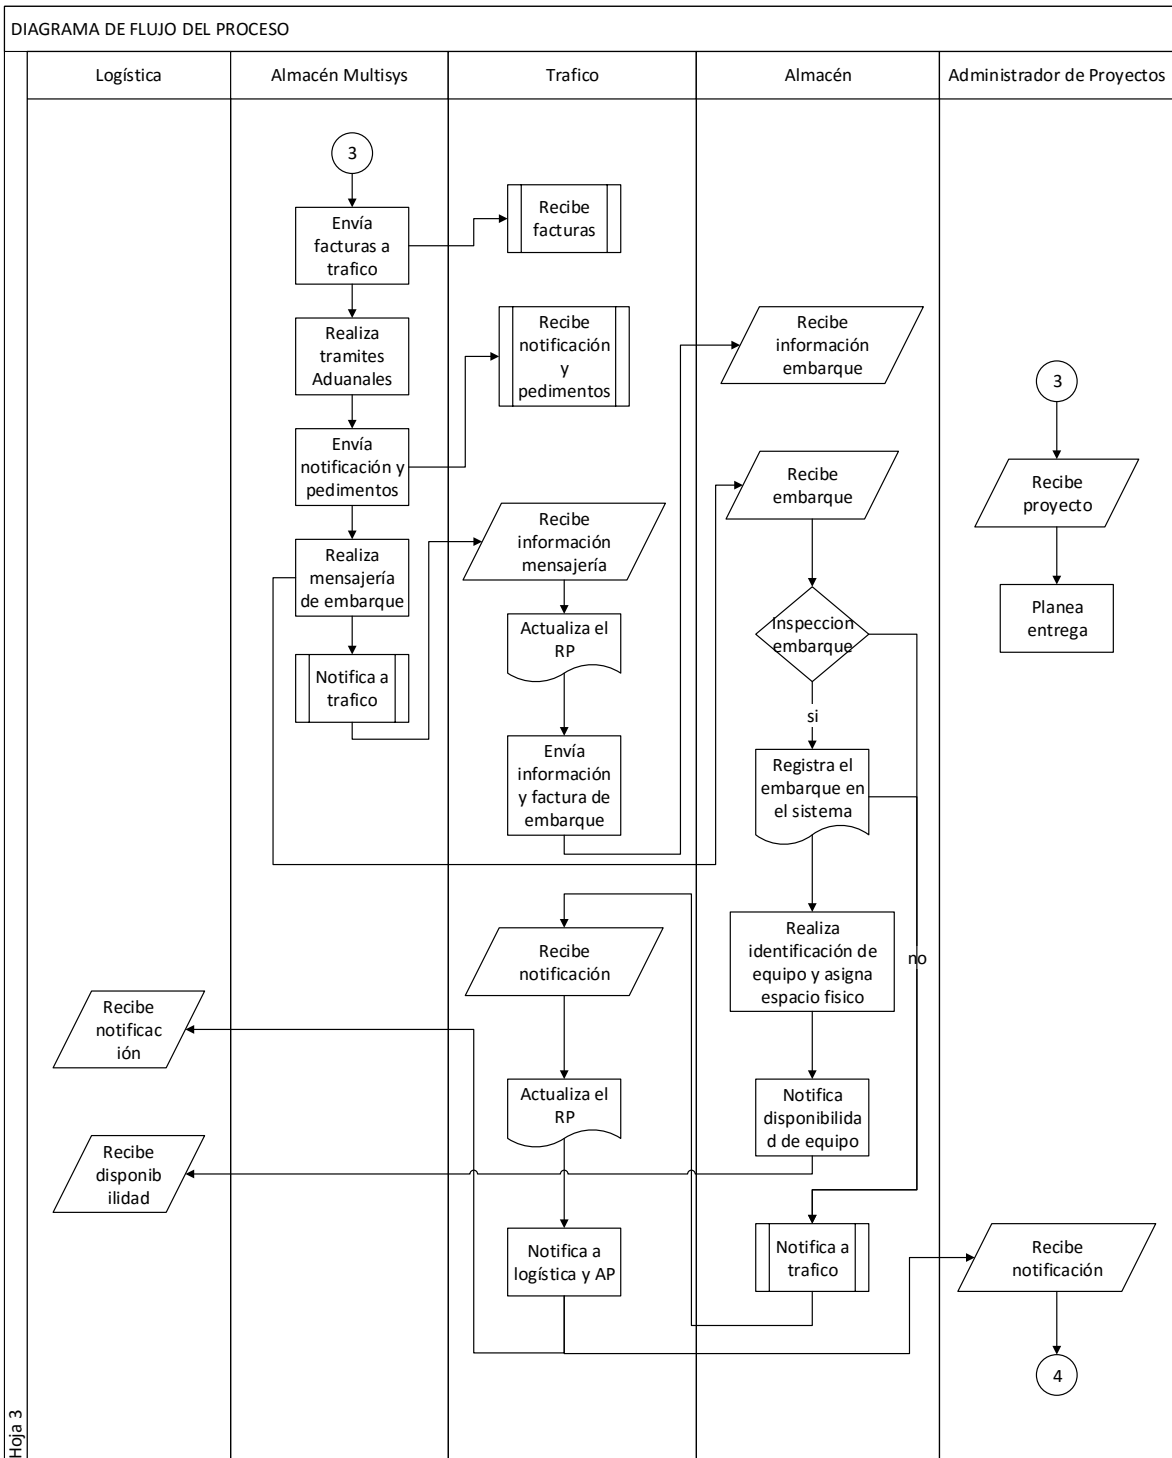 DIAGRAMA DE FLUJO DEL PROCESO
Logística
Almacén Multisys
Trafico
Almacén
Administrador de Proyectos
3
Envía
facturas a
trafico
Realiza
tramites
Aduanales
Envía
notificación y
pedimentos
Realiza
mensajería
de embarque
Notifica a
trafico
Recibe
facturas
Recibe
notificación
y
pedimentos
Recibe
información
mensajería
Actualiza el
RP
Envía
información
y factura de
embarque
Recibe
información
embarque
Recibe
embarque
Inspeccion
embarque
si
no
Registra el
embarque en
el sistema
Realiza
identificación de
equipo y asigna
espacio fisico
Notifica
disponibilida
d de equipo
Notifica a
trafico
3
Recibe
proyecto
Planea
entrega
Recibe
notificación
Actualiza el
RP
Notifica a
logística y AP
Recibe
notificac
ión
Recibe
disponib
ilidad
Recibe
notificación
4
Hoja 3